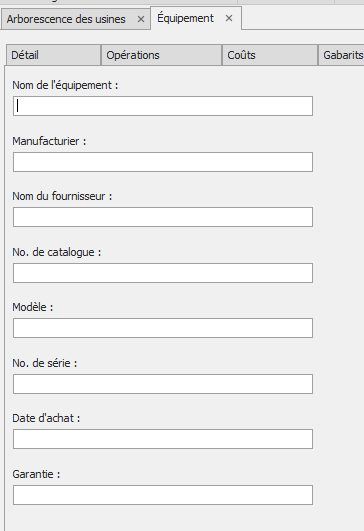 Arborescence des usines × Équipement ×
Détail Opérations Coûts Gabarits
Nom de l'équipement :
Manufacturier :
Nom du fournisseur :
No. de catalogue :
Modèle :
No. de série :
Date d'achat :
Garantie :